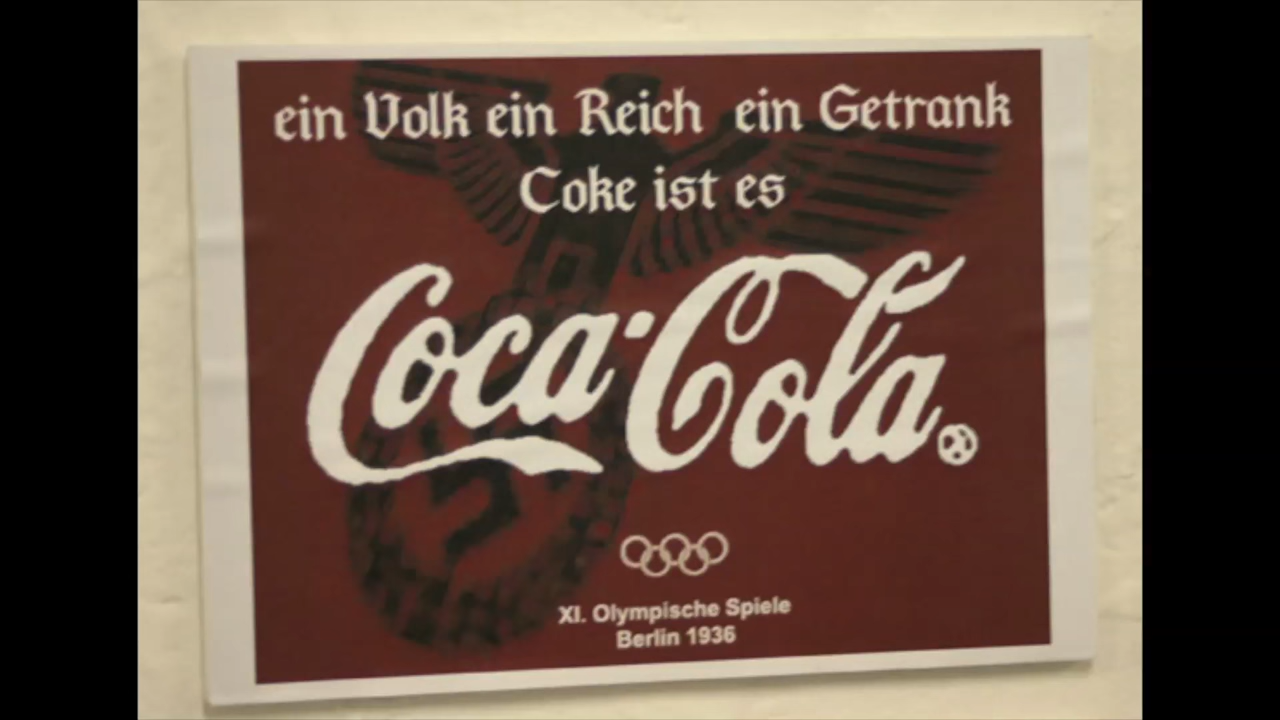 ein Volk ein Reich ein Getrank
Coke ist es
Coca-Cola
XI. Olympische Spiele
Berlin 1936